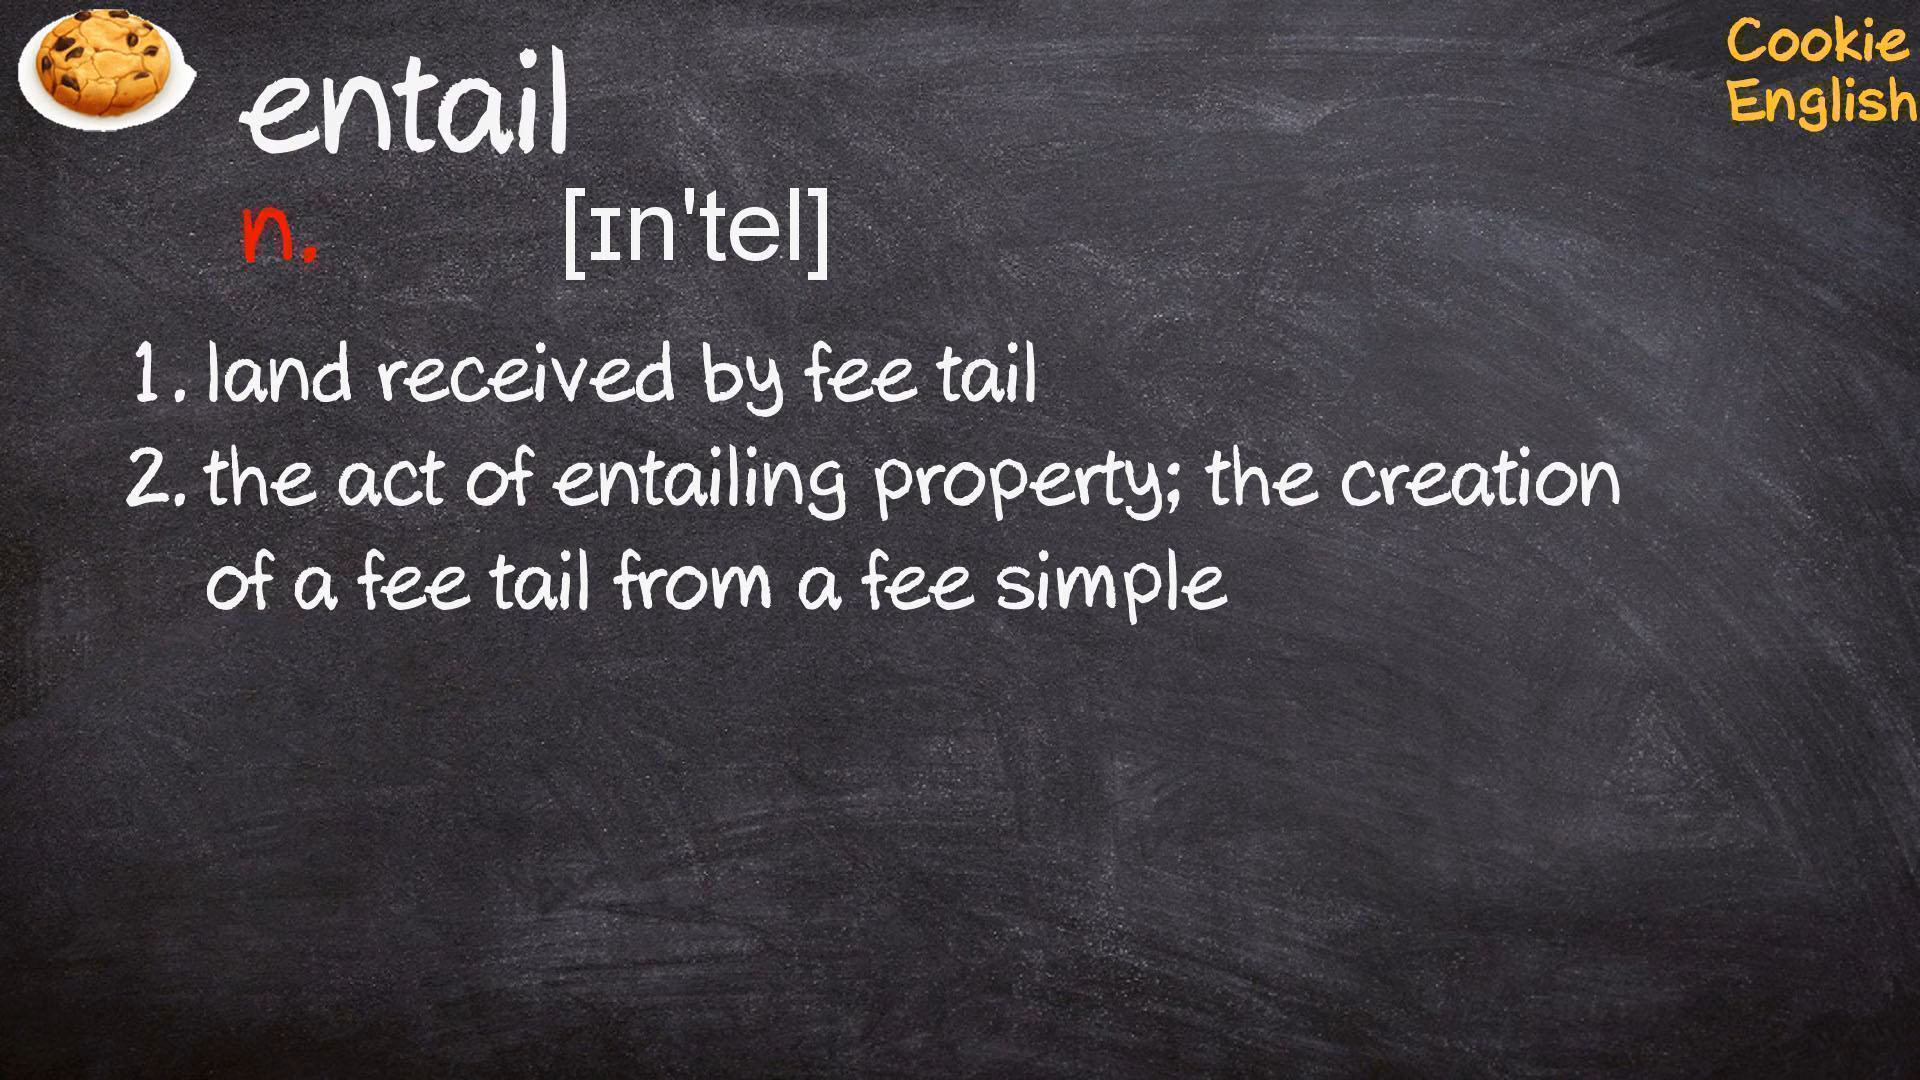 entail
Cookie
English
n. [ɪn'tel]
1. land received by fee tail
2. the act of entailing property; the creation
of a fee tail from a fee simple